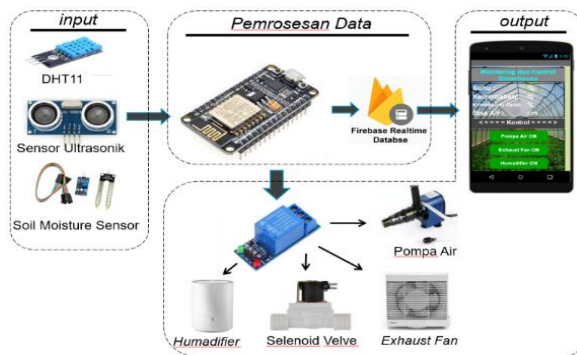 input
DHT11
Sensor Ultrasonik
Soil Moisture Sensor
Pemrosesan Data
Firebase Realtime
Databse
output
Monitoring dan Kontrol
Greenhouse
Kontrol
Pompa Air ON
Exhaust Fan ON
Humadifier ON
Pompa Air
Humadifier
Selenoid Velve
Exhaust Fan